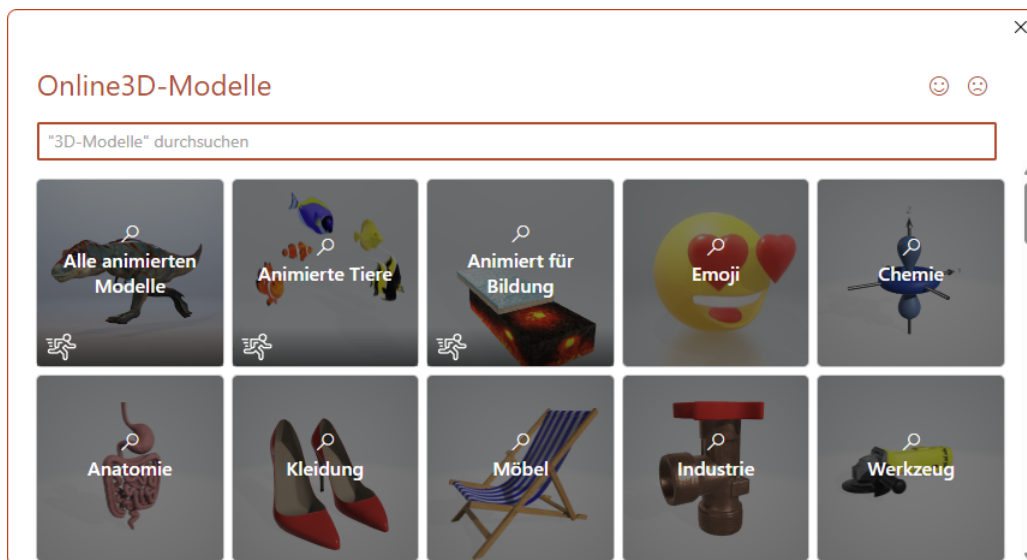 Online3D-Modelle
"3D-Modelle" durchsuchen
Alle animierten
Modelle
Animierte Tiere
Animiert für
Bildung
Emoji
Chemie
Anatomie
Kleidung
Möbel
Industrie
Werkzeug